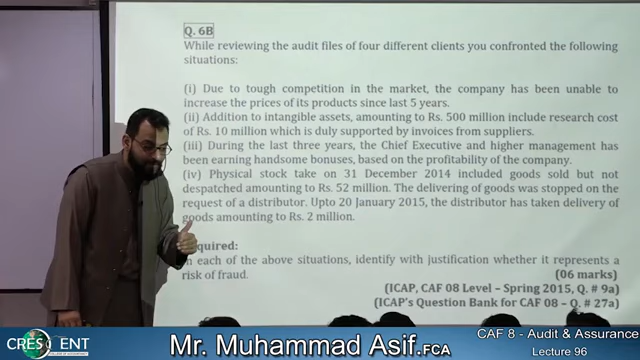 Q. 6B
While reviewing the audit files of four different clients you confronted the following
situations:
(i) Due to tough competition in the market, the company has been unable to
increase the prices of its products since last 5 years.
(ii) Addition to intangible assets, amounting to Rs. 500 million include research cost
of Rs. 10 million which is duly supported by invoices from suppliers.
(iii) During the last three years, the Chief Executive and higher management has
been earning handsome bonuses, based on the profitability of the company.
(iv) Physical stock take on 31 December 2014 included goods sold but not
despatched amounting to Rs. 52 million. The delivering of goods was stopped on the
request of a distributor. Upto 20 January 2015, the distributor has taken delivery of
goods amounting to Rs. 2 million.
quired:
n each of the above situations, identify with justification whether it represents a
risk of fraud. (06 marks)
(ICAP, CAF 08 Level – Spring 2015, Q. # 9a)
(ICAP's Question Bank for CAF 08 – Q. # 27a)
CRESCENT
Mr. Muhammad Asif.FCA
CAF 8 - Audit & Assurance
Lecture 96